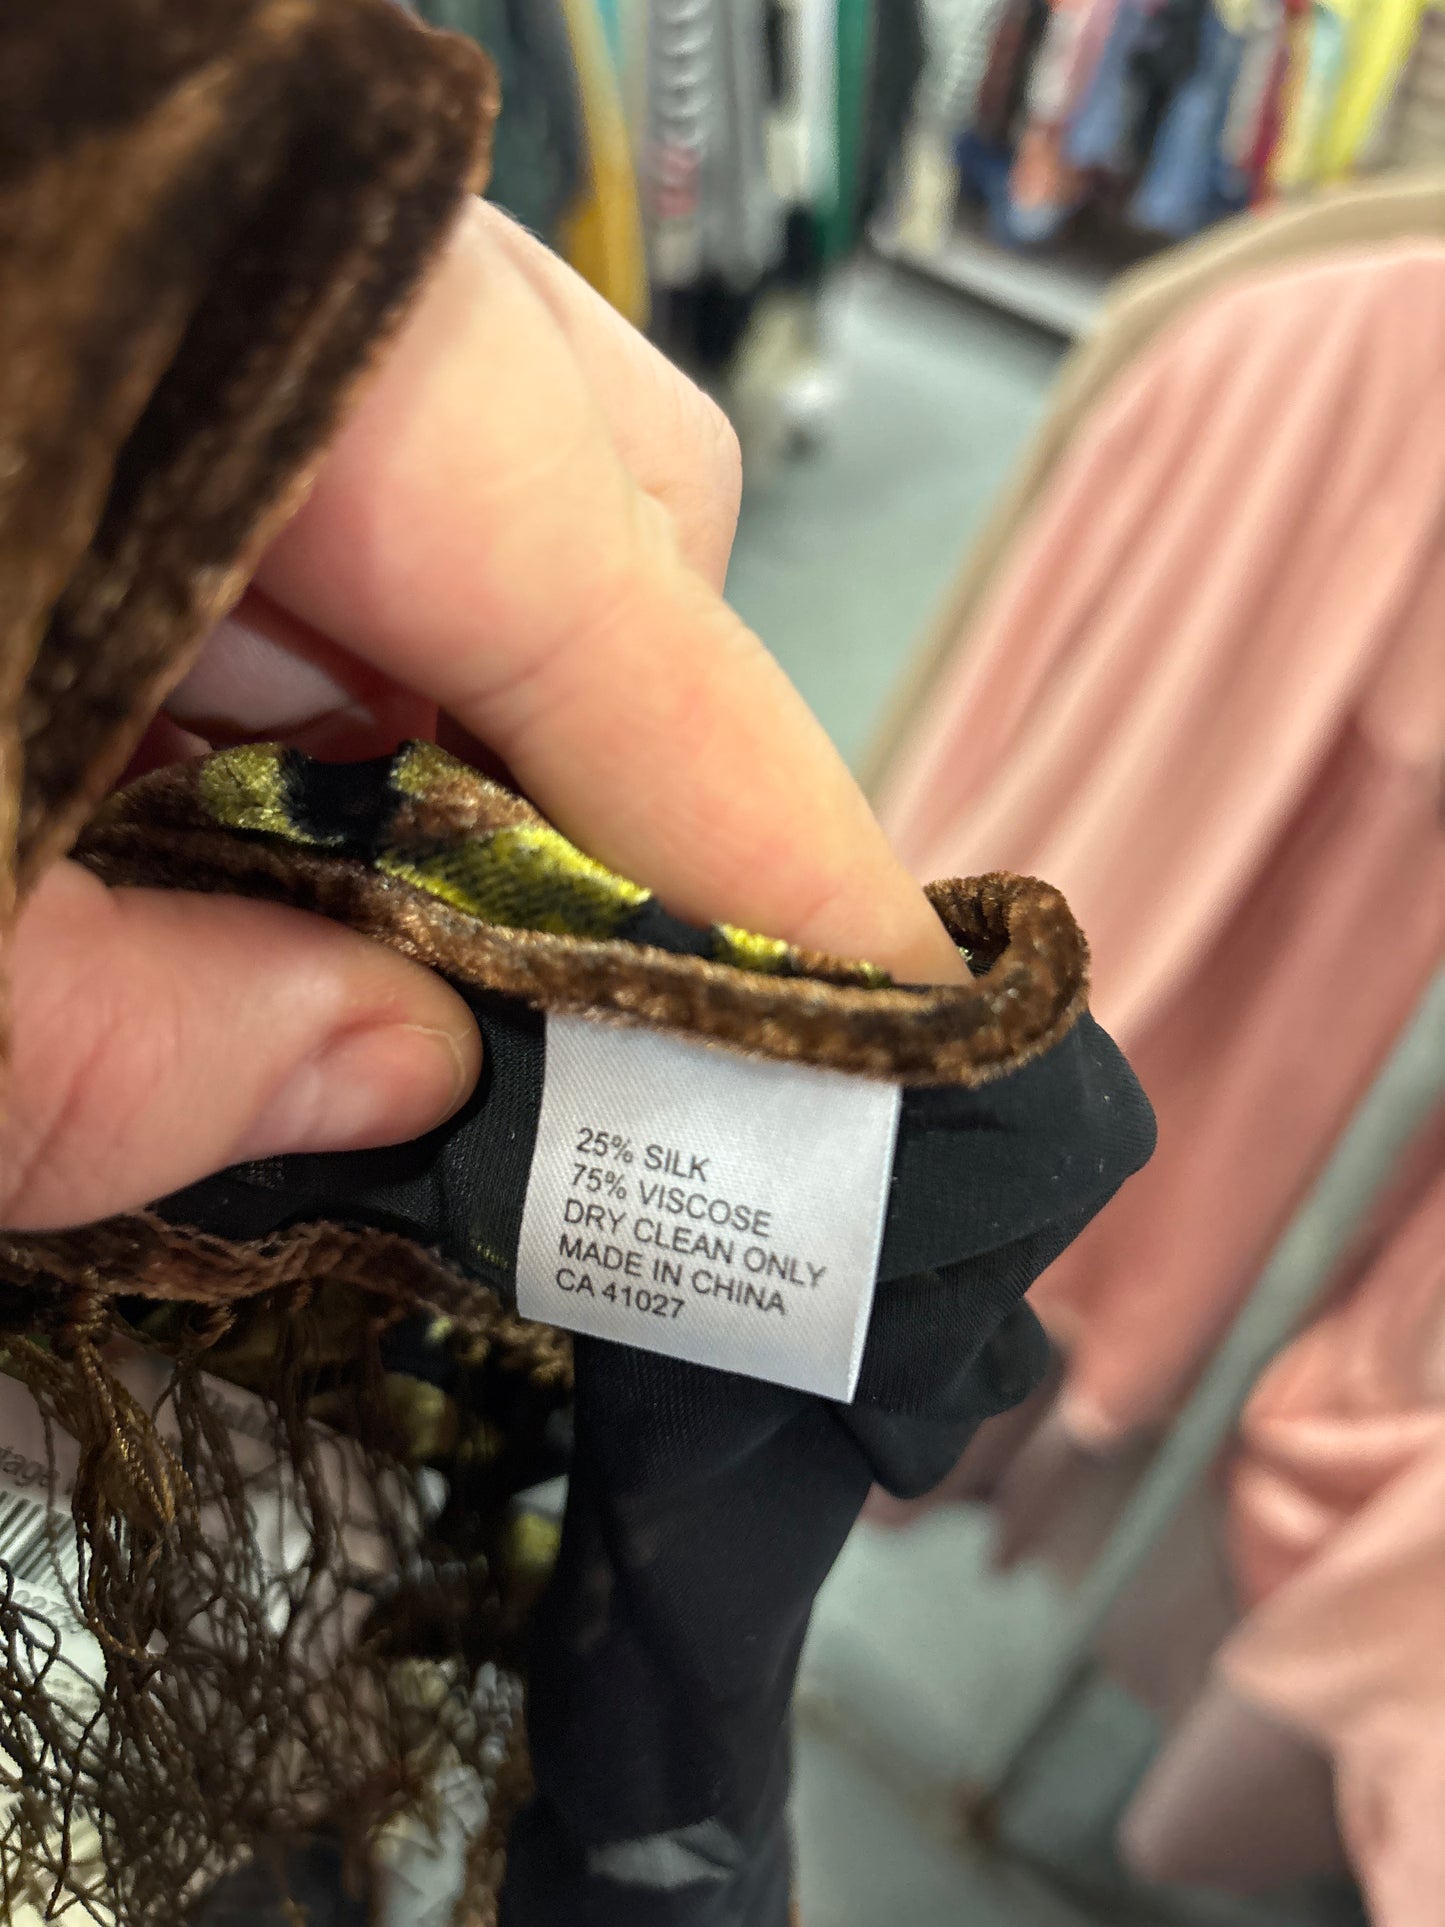 25% SILK
75% VISCOSE
DRY CLEAN ONLY
MADE IN CHINA
CA 41027